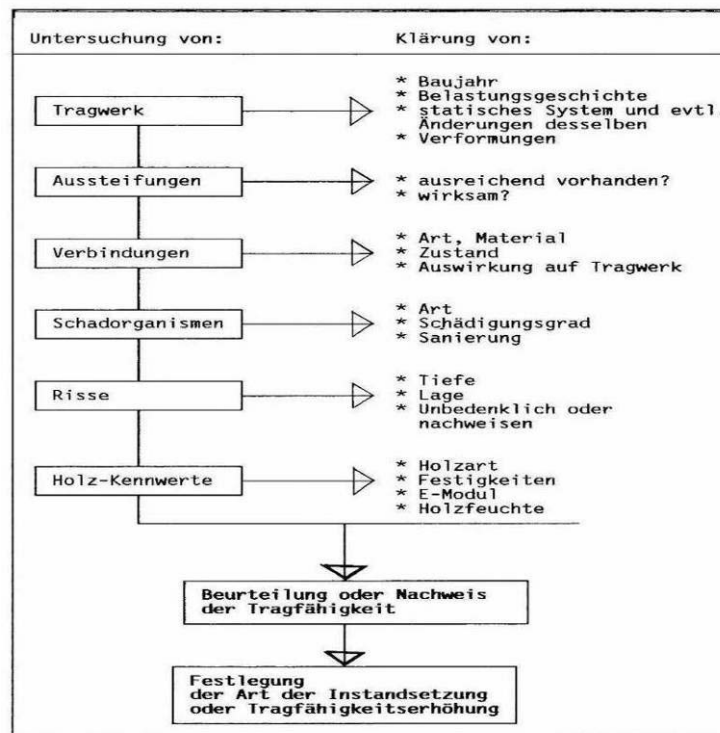 Untersuchung von: Klärung von:
Tragwerk
* Baujahr
* Belastungsgeschichte
* statisches System und evtl.
Änderungen desselben
* Verformungen
Aussteifungen
* ausreichend vorhanden?
* wirksam?
Verbindungen
* Art, Material
* Zustand
* Auswirkung auf Tragwerk
Schadorganismen
* Art
* Schädigungsgrad
* Sanierung
Risse
* Tiefe
* Lage
* Unbedenklich oder
nachweisen
Holz-Kennwerte
* Holzart
* Festigkeiten
* E-Modul
* Holzfeuchte
Beurteilung oder Nachweis
der Tragfähigkeit
Festlegung
der Art der Instandsetzung
oder Tragfähigkeitserhöhung